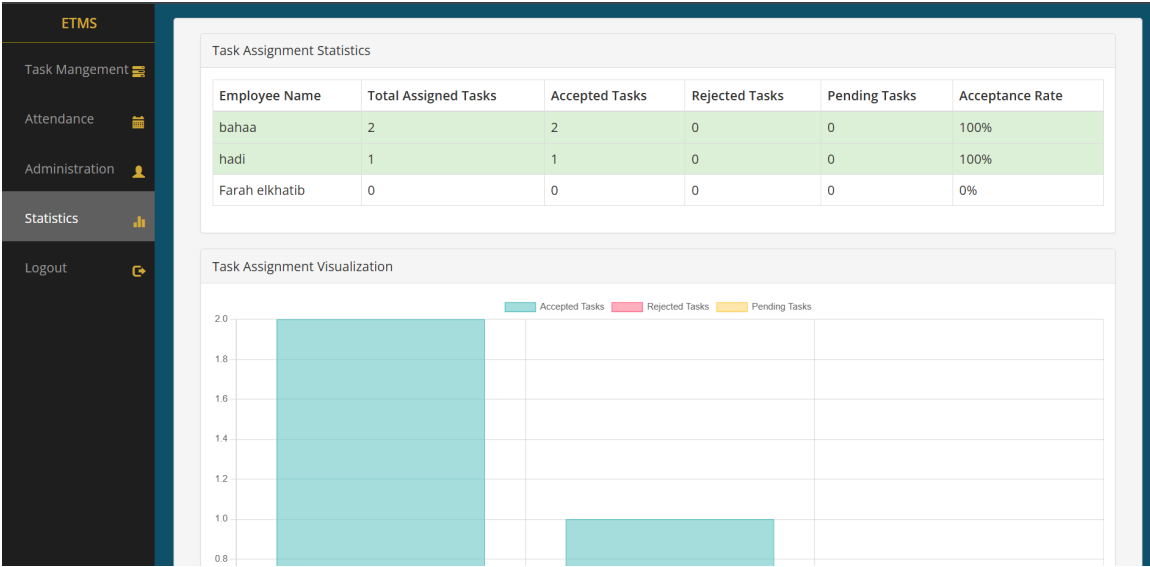 ETMS
Task Mangement
Attendance
Administration
Statistics
Logout
Task Assignment Statistics
Employee Name Total Assigned Tasks Accepted Tasks Rejected Tasks Pending Tasks Acceptance Rate
bahaa 2 2 0 0 100%
hadi 1 1 0 0 100%
Farah elkhatib 0 0 0 0 0%
Task Assignment Visualization
Accepted Tasks Rejected Tasks Pending Tasks
2.0
1.8
1.6
1.4
1.2
1.0
0.8